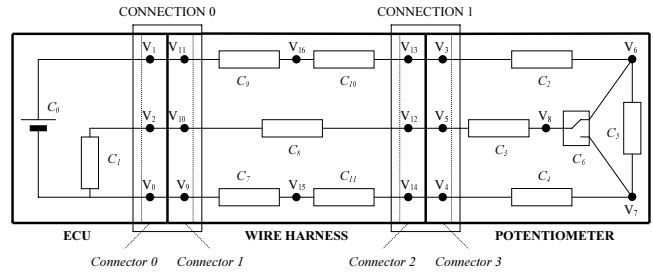 CONNECTION 0 CONNECTION 1
V1 V11 V16 V13 V3 V6
C9 C10 C2
C0
V2 V10 V12 V5 V8
C1 C8 C3 C6 C5
V0 V9 V15 V14 V4
C7 C11 C4
V7
ECU WIRE HARNESS POTENTIOMETER
Connector 0 Connector 1 Connector 2 Connector 3